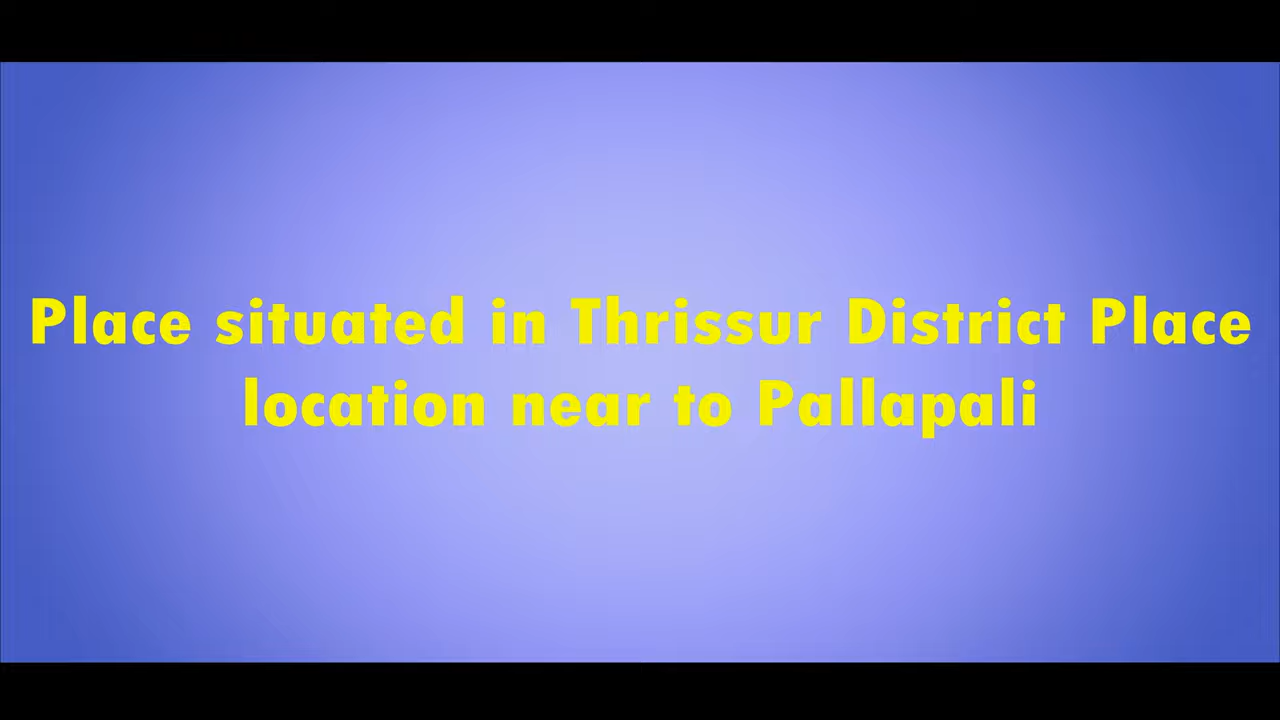 Place situated in Thrissur District Place
location near to Pallapali